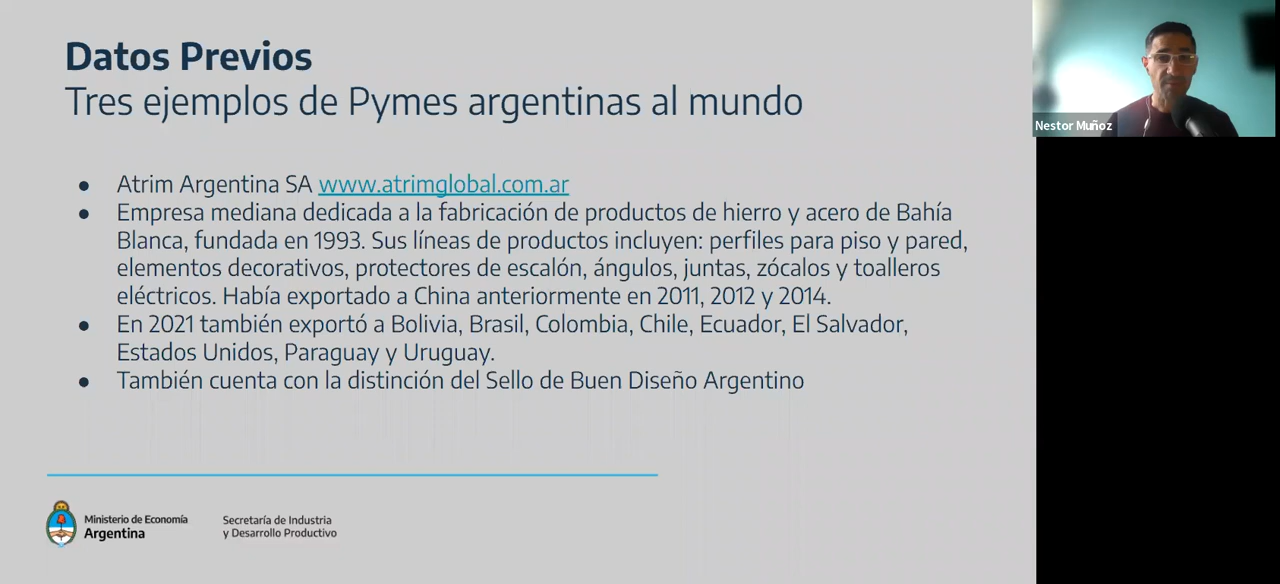 Datos Previos
Tres ejemplos de Pymes argentinas al mundo
● Atrim Argentina SA www.atrimglobal.com.ar
● Empresa mediana dedicada a la fabricación de productos de hierro y acero de Bahía
Blanca, fundada en 1993. Sus líneas de productos incluyen: perfiles para piso y pared,
elementos decorativos, protectores de escalón, ángulos, juntas, zócalos y toalleros
eléctricos. Había exportado a China anteriormente en 2011, 2012 y 2014.
● En 2021 también exportó a Bolivia, Brasil, Colombia, Chile, Ecuador, El Salvador,
Estados Unidos, Paraguay y Uruguay.
● También cuenta con la distinción del Sello de Buen Diseño Argentino
Ministerio de Economía
Argentina
Secretaría de Industria
y Desarrollo Productivo
Nestor Muñoz